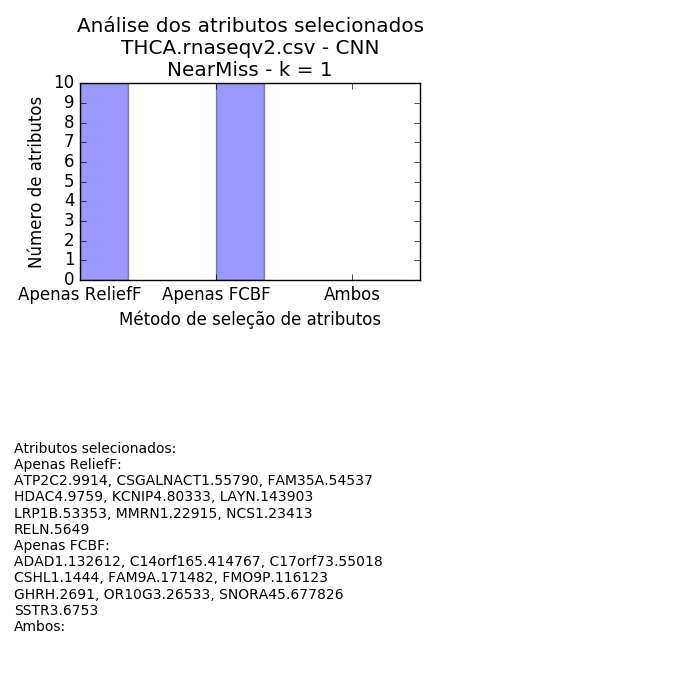 Análise dos atributos selecionados
THCA.rnaseqv2.csv - CNN
NearMiss - k = 1
10
9
8
7
6
5
4
3
2
1
0
Número de atributos
Apenas ReliefF
Apenas FCBF
Ambos
Método de seleção de atributos
Atributos selecionados:
Apenas ReliefF:
ATP2C2.9914, CSGALNACT1.55790, FAM35A.54537
HDAC4.9759, KCNIP4.80333, LAYN.143903
LRP1B.53353, MMRN1.22915, NCS1.23413
RELN.5649
Apenas FCBF:
ADAD1.132612, C14orf165.414767, C17orf73.55018
CSHL1.1444, FAM9A.171482, FMO9P.116123
GHRH.2691, OR10G3.26533, SNORA45.677826
SSTR3.6753
Ambos: